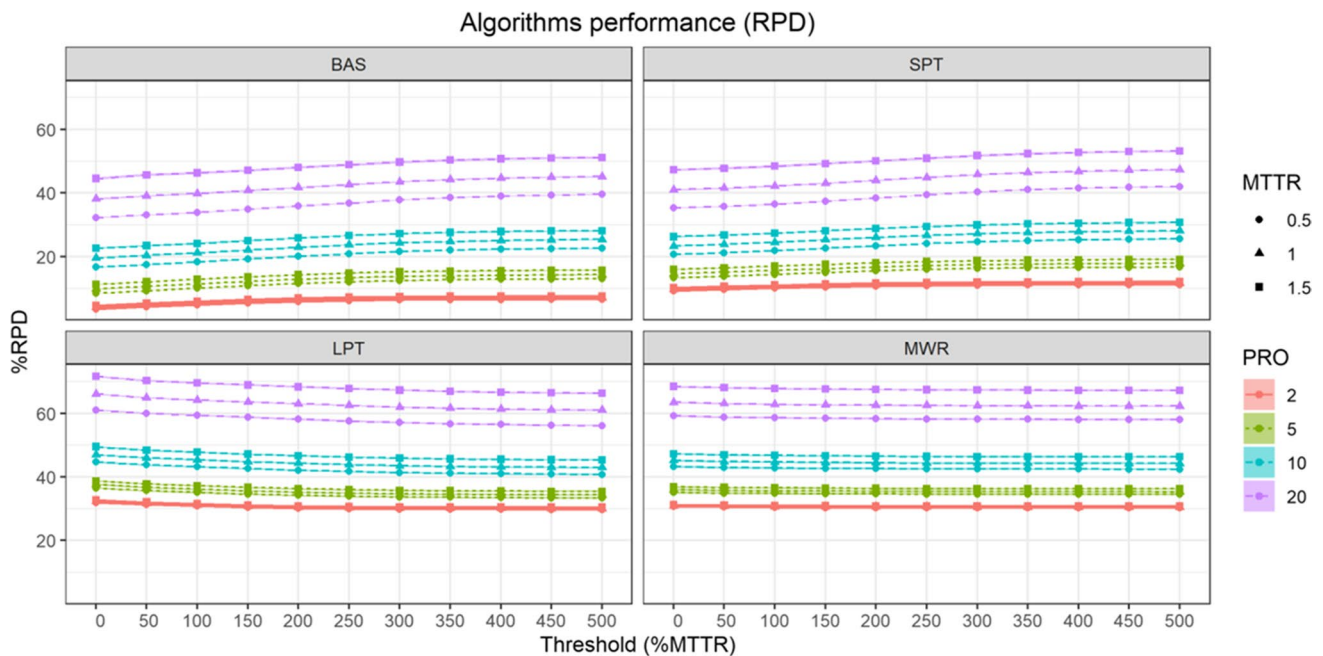 Algorithms performance (RPD)
BAS
SPT
60
40
20
LPT
MWR
60
40
20
%RPD
0 50 100 150 200 250 300 350 400 450 500
0 50 100 150 200 250 300 350 400 450 500
Threshold (%MTTR)
MTTR
0.5
1
1.5
PRO
2
5
10
20